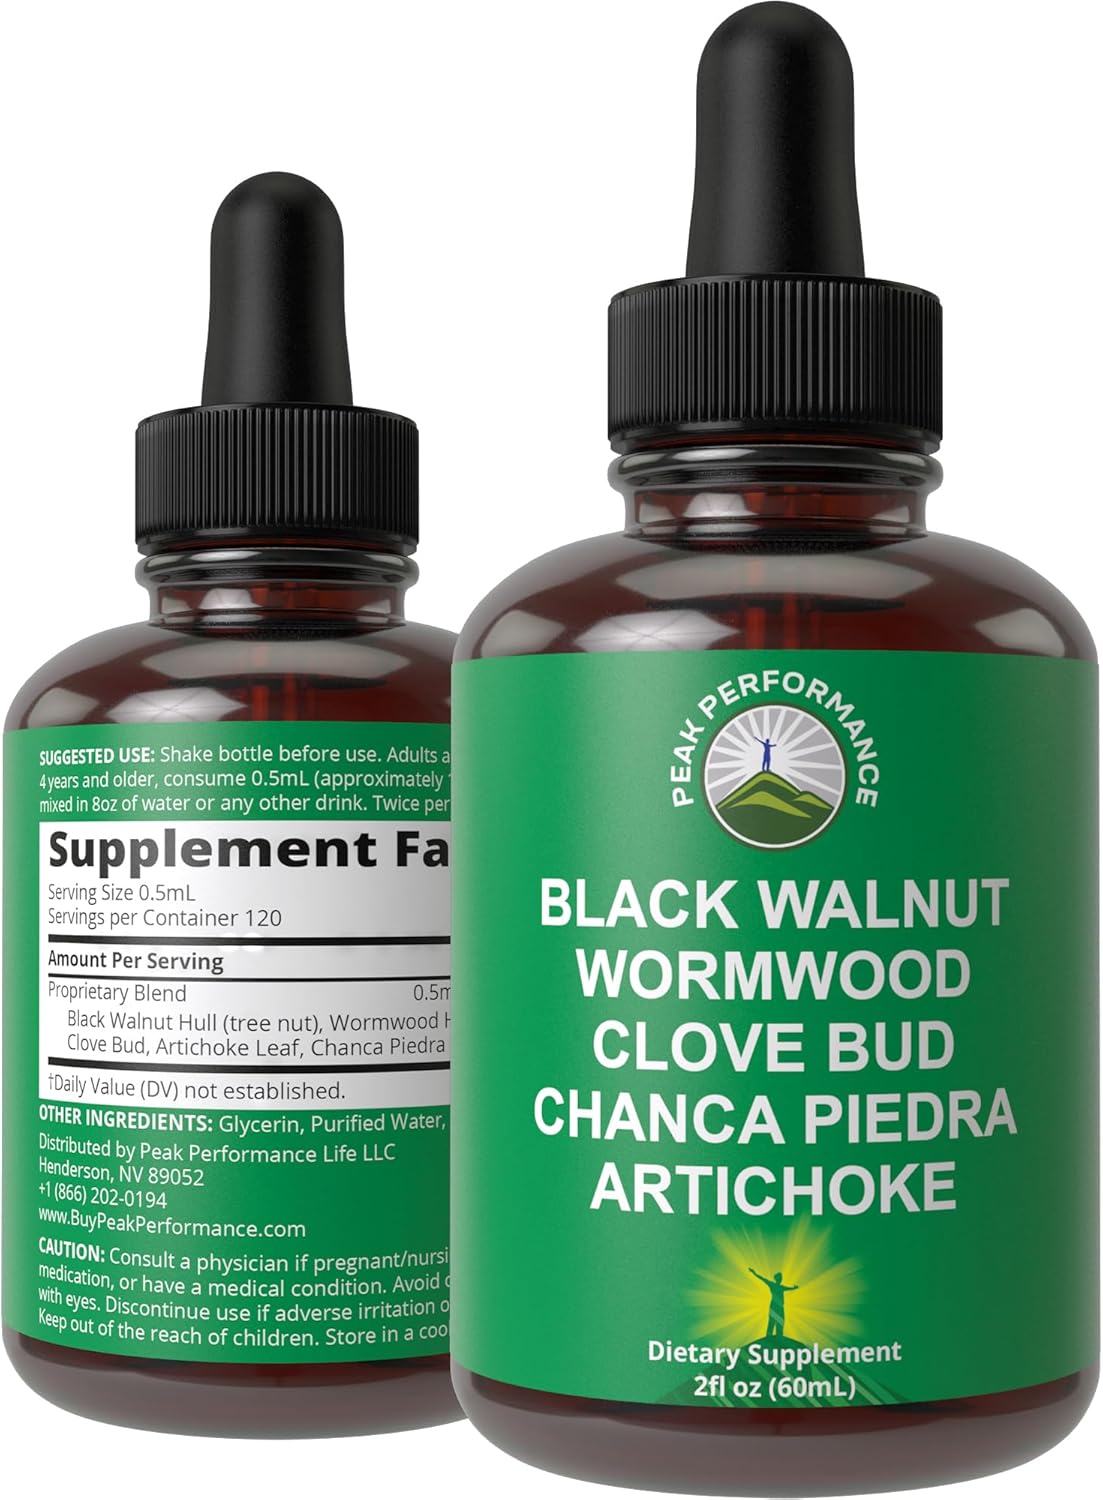 SUGGESTED USE: Shake bottle before use. Adults
4 years and older, consume 0.5mL (approximately
mixed in 8oz of water or any other drink. Twice per
Supplement
Serving Size 0.5mL
Servings per Container 120
Amount Per Serving
Proprietary Blend
Black Walnut Hull (tree nut), Wormwood
Clove Bud, Artichoke Leaf, Chanca Piedra
†Daily Value (DV) not established.
OTHER INGREDIENTS: Glycerin, Purified Water,
Distributed by Peak Performance Life LLC
Henderson, NV 89052
+1 (866) 202-0194
www.BuyPeakPerformance.com
CAUTION: Consult a physician if
medication, or have a medical condition. Avoid
with eyes. Discontinue use if adverse irritation
Keep out of the reach of children. Store in a
PEAK PERFORMANCE
BLACK WALNUT
WORMWOOD
CLOVE BUD
CHANCA PIEDRA
ARTICHOKE
Dietary Supplement
2fl oz (60mL)